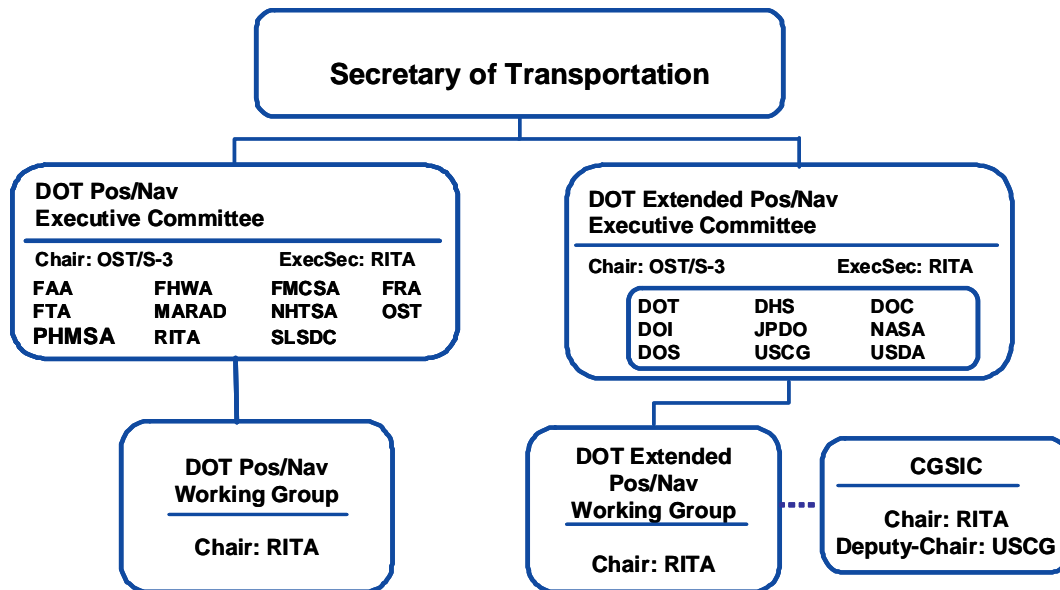 Secretary of Transportation
DOT Pos/Nav
Executive Committee
Chair: OST/S-3 ExecSec: RITA
FAA FHWA FMCSA FRA
FTA MARAD NHTSA OST
PHMSA RITA SLSDC
DOT Extended Pos/Nav
Executive Committee
Chair: OST/S-3 ExecSec: RITA
DOT DHS DOC
DOI JPDO NASA
DOS USCG USDA
DOT Pos/Nav
Working Group
Chair: RITA
DOT Extended
Pos/Nav
Working Group
Chair: RITA
CGSIC
Chair: RITA
Deputy-Chair: USCG